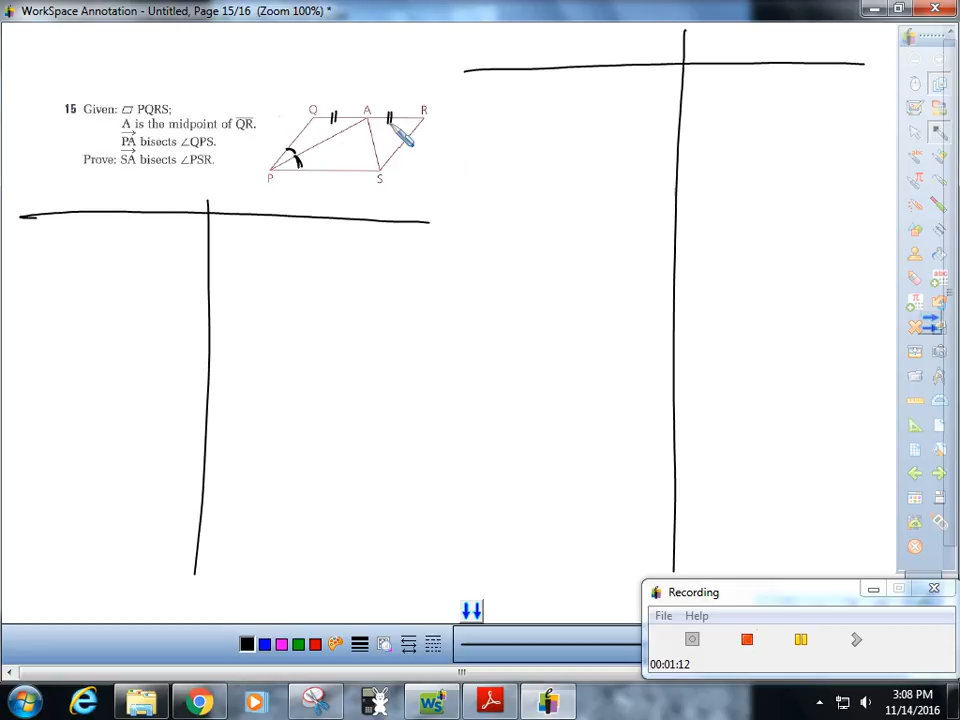 WorkSpace Annotation - Untitled, Page 15/16 (Zoom 100%) *
15 Given: ▱ PQRS;
A is the midpoint of QR.
PA bisects ∠QPS.
Prove: SA bisects ∠PSR.
Q A R
P S
Recording
File Help
00:01:12
3:08 PM
11/14/2016